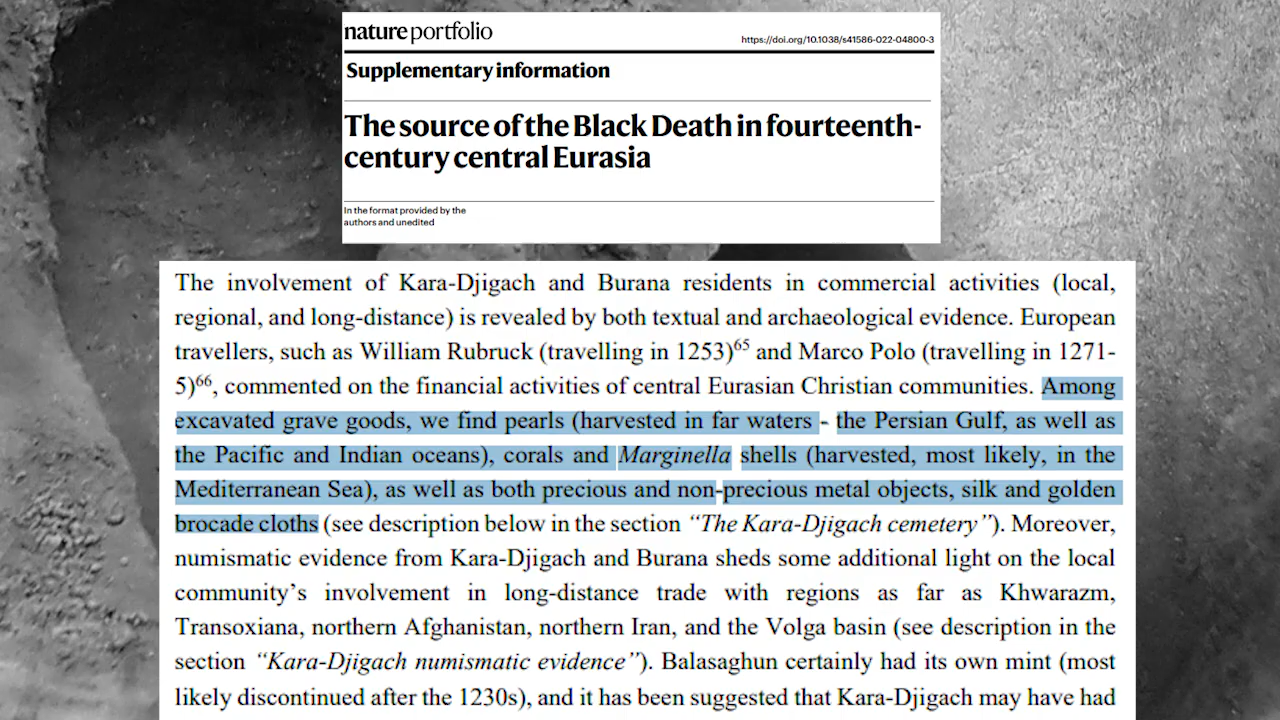 nature portfolio
https://doi.org/10.1038/s41586-022-04800-3
Supplementary information
The source of the Black Death in fourteenth-
century central Eurasia
In the format provided by the
authors and unedited
The involvement of Kara-Djigach and Burana residents in commercial activities (local,
regional, and long-distance) is revealed by both textual and archaeological evidence. European
travellers, such as William Rubruck (travelling in 1253)65 and Marco Polo (travelling in 1271-
5)66, commented on the financial activities of central Eurasian Christian communities. Among
excavated grave goods, we find pearls (harvested in far waters - the Persian Gulf, as well as
the Pacific and Indian oceans), corals and Marginella shells (harvested, most likely, in the
Mediterranean Sea), as well as both precious and non-precious metal objects, silk and golden
brocade cloths (see description below in the section “The Kara-Djigach cemetery”). Moreover,
numismatic evidence from Kara-Djigach and Burana sheds some additional light on the local
community’s involvement in long-distance trade with regions as far as Khwarazm,
Transoxiana, northern Afghanistan, northern Iran, and the Volga basin (see description in the
section “Kara-Djigach numismatic evidence”). Balasaghun certainly had its own mint (most
likely discontinued after the 1230s), and it has been suggested that Kara-Djigach may have had